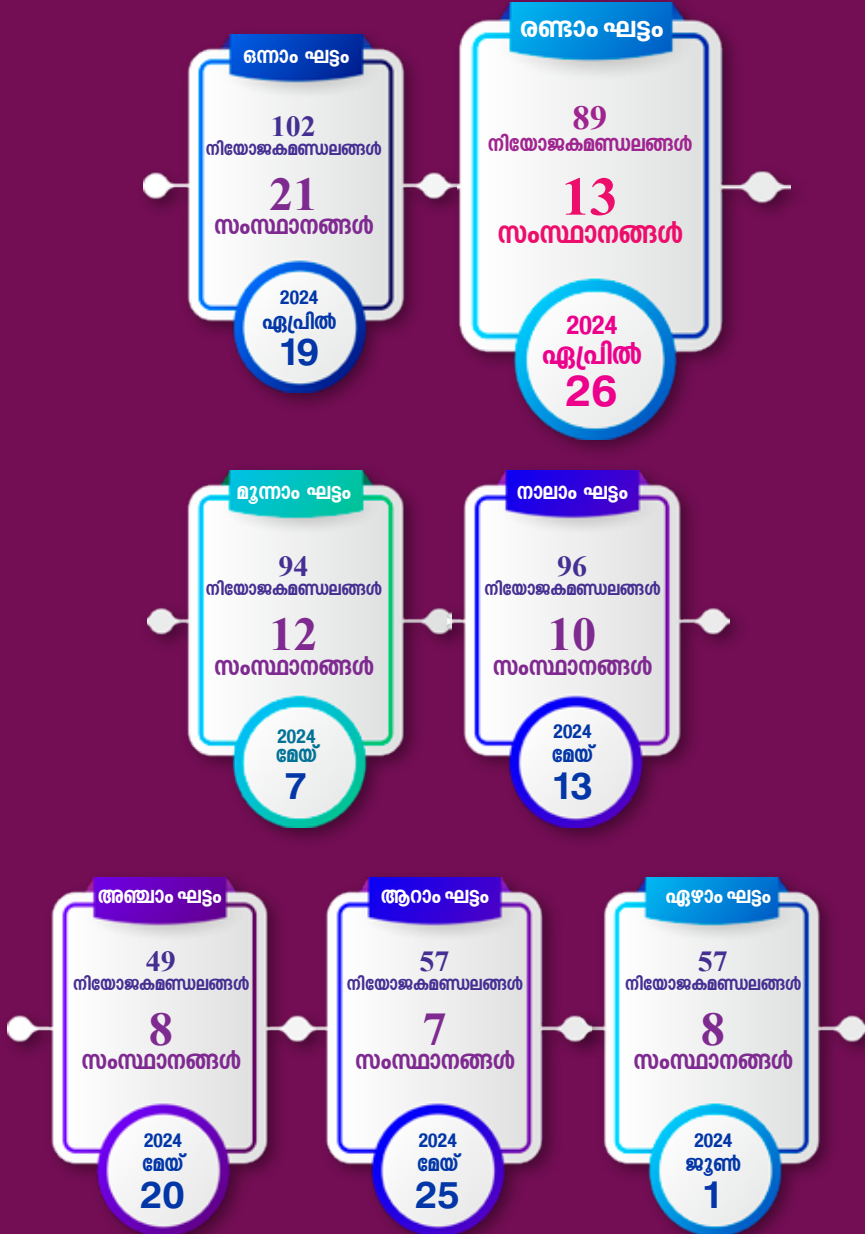 ഒന്നാം ഘട്ടം
102
നിയോജകമണ്ഡലങ്ങൾ
21
സംസ്ഥാനങ്ങൾ
2024
ഏപ്രിൽ
19
രണ്ടാം ഘട്ടം
89
നിയോജകമണ്ഡലങ്ങൾ
13
സംസ്ഥാനങ്ങൾ
2024
ഏപ്രിൽ
26
മൂന്നാം ഘട്ടം
94
നിയോജകമണ്ഡലങ്ങൾ
12
സംസ്ഥാനങ്ങൾ
2024
മേയ്
7
നാലാം ഘട്ടം
96
നിയോജകമണ്ഡലങ്ങൾ
10
സംസ്ഥാനങ്ങൾ
2024
മേയ്
13
അഞ്ചാം ഘട്ടം
49
നിയോജകമണ്ഡലങ്ങൾ
8
സംസ്ഥാനങ്ങൾ
2024
മേയ്
20
ആറാം ഘട്ടം
57
നിയോജകമണ്ഡലങ്ങൾ
7
സംസ്ഥാനങ്ങൾ
2024
മേയ്
25
ഏഴാം ഘട്ടം
57
നിയോജകമണ്ഡലങ്ങൾ
8
സംസ്ഥാനങ്ങൾ
2024
ജൂൺ
1